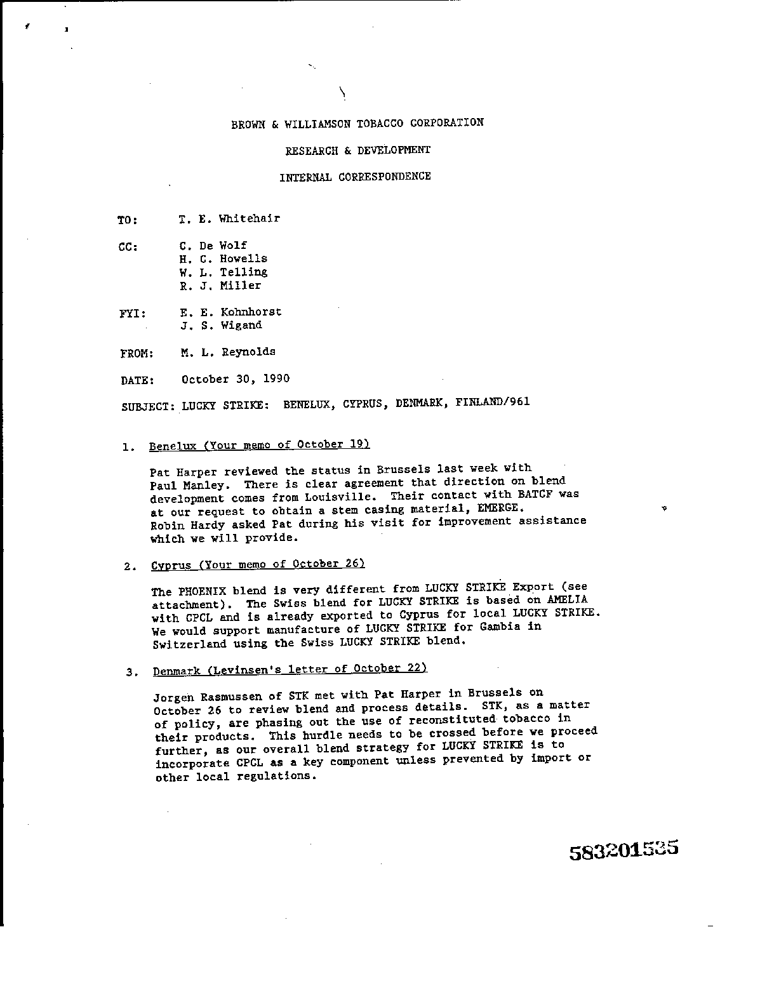 BROWN & WILLIAMSON TOBACCO CORPORATION
RESEARCH & DEVELOPMENT
INTERNAL CORRESPONDENCE
TO: T. E. Whitehair
CC: C. De Wolf
H. C. Howells
W. L. Telling
R. J. Miller
FYI: E. E. Kohnhorst
J. S. Wigand
FROM: M. L. Reynolds
DATE: October 30, 1990
SUBJECT: LUCKY STRIKE: BENELUX, CYPRUS, DENMARK, FINLAND/961
1. Benelux (Your memo of October 19)
Pat Harper reviewed the status in Brussels last week with
Paul Manley. There is clear agreement that direction on blend
development comes from Louisville. Their contact with BATCF was
at our request to obtain a stem casing material, EMERGE.
Robin Hardy asked Pat during his visit for improvement assistance
which we will provide.
2. Cyprus (Your memo of October 26)
The PHOENIX blend is very different from LUCKY STRIKE Export (see
attachment). The Swiss blend for LUCKY STRIKE is based on AMELIA
with CPCL and is already exported to Cyprus for local LUCKY STRIKE.
We would support manufacture of LUCKY STRIKE for Gambia in
Switzerland using the Swiss LUCKY STRIKE blend.
3. Denmark (Levinsen's letter of October 22)
Jorgen Rasmussen of STK met with Pat Harper in Brussels on
October 26 to review blend and process details. STK, as a matter
of policy, are phasing out the use of reconstituted tobacco in
their products. This hurdle needs to be crossed before we proceed
further, as our overall blend strategy for LUCKY STRIKE is to
incorporate CPCL as a key component unless prevented by import or
other local regulations.
583201535